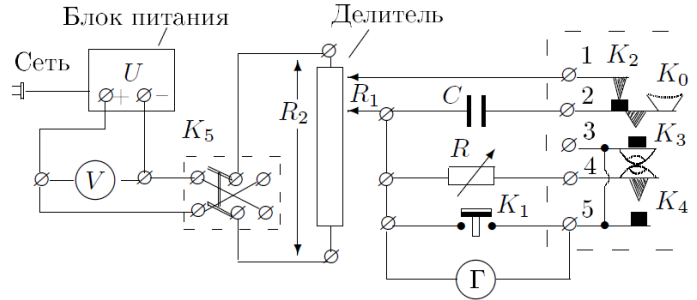 Блок питания
Делитель
Сеть
U
+ −
K₅
V
R₂
R₁
C
R
K₁
Г
1
2
3
4
5
K₂
K₀
K₃
K₄